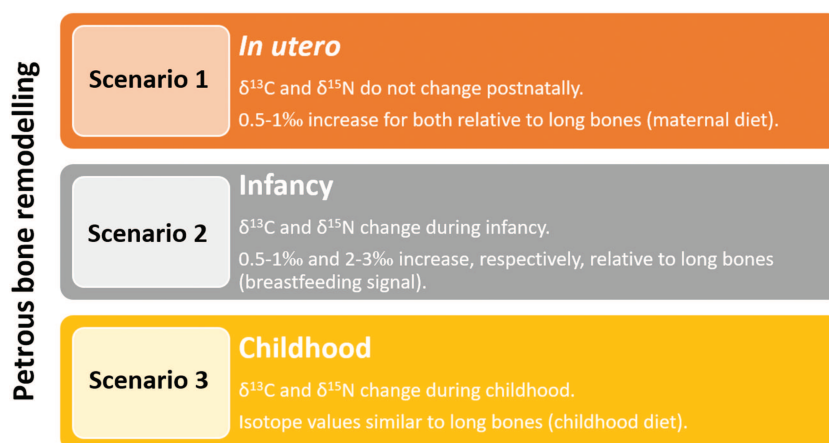 Petrous bone remodelling
Scenario 1
In utero
δ¹³C and δ¹⁵N do not change postnatally.
0.5-1‰ increase for both relative to long bones (maternal diet).
Scenario 2
Infancy
δ¹³C and δ¹⁵N change during infancy.
0.5-1‰ and 2-3‰ increase, respectively, relative to long bones
(breastfeeding signal).
Scenario 3
Childhood
δ¹³C and δ¹⁵N change during childhood.
Isotope values similar to long bones (childhood diet).